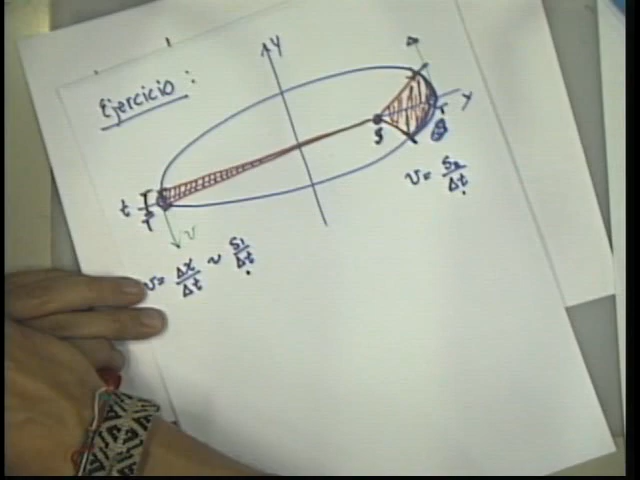 Ejercicio:
y
S
v = S₂/Δt
t
v
v = Δx/Δt ~ S₁/Δt